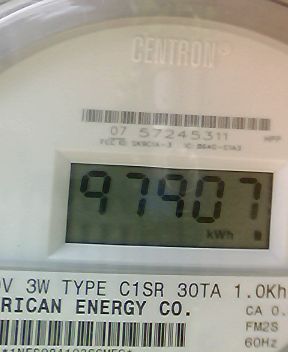 CENTRON®
07 57245311
97907
kWh
V 3W TYPE C1SR 30TA 1.0Kh
RICAN ENERGY CO.
CA 0.
FM2S
60Hz